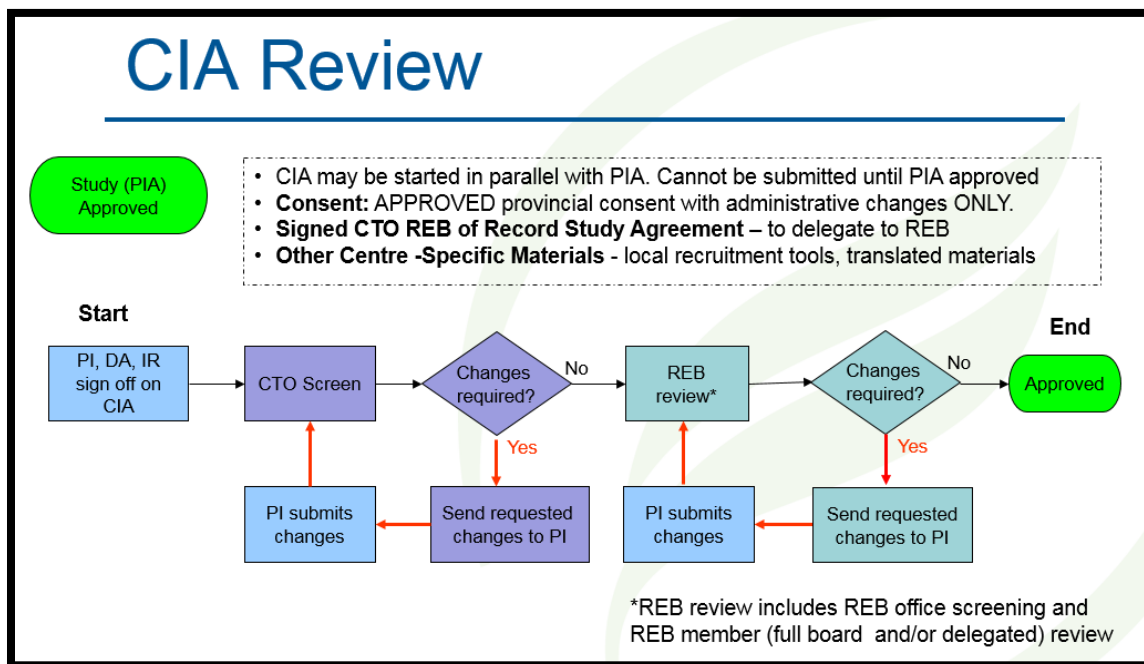 CIA Review
Study (PIA)
Approved
• CIA may be started in parallel with PIA. Cannot be submitted until PIA approved
• Consent: APPROVED provincial consent with administrative changes ONLY.
• Signed CTO REB of Record Study Agreement – to delegate to REB
• Other Centre -Specific Materials - local recruitment tools, translated materials
Start
End
PI, DA, IR
sign off on
CIA
CTO Screen
Changes
required?
No
REB
review*
Changes
required?
No
Approved
Yes
Yes
PI submits
changes
Send requested
changes to PI
PI submits
changes
Send requested
changes to PI
*REB review includes REB office screening and
REB member (full board and/or delegated) review